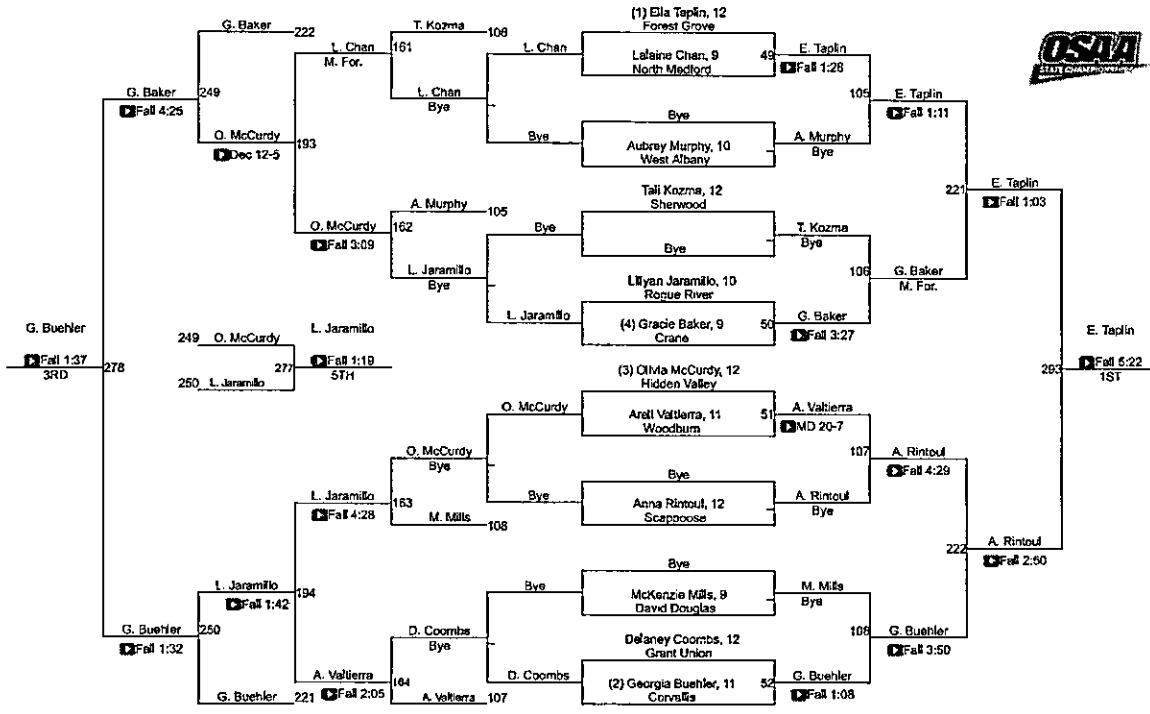 G. Baker
222
249
G. Baker
Fall 4:25
O. McCurdy
Dec 12-5
193
L. Chan
M. For.
161
T. Kozma
106
L. Chan
Bye
L. Chan
Bye
O. McCurdy
Fall 3:09
162
A. Murphy
105
L. Jaramillo
Bye
Bye
L. Jaramillo
(1) Ella Taplin, 12
Forest Grove
Lalaine Chan, 9
North Medford
49
E. Taplin
Fall 1:28
Bye
Aubrey Murphy, 10
West Albany
A. Murphy
Bye
105
E. Taplin
Fall 1:11
Tali Kozma, 12
Sherwood
Bye
T. Kozma
Bye
Lillyan Jaramillo, 10
Rogue River
(4) Gracie Baker, 9
Crane
50
G. Baker
Fall 3:27
106
G. Baker
M. For.
221
E. Taplin
Fall 1:03
OSAA
STATE CHAMPIONSHIPS
G. Buehler
Fall 1:37
3RD
278
249
O. McCurdy
250
L. Jaramillo
277
L. Jaramillo
Fall 1:19
5TH
293
E. Taplin
Fall 5:22
1ST
(3) Olivia McCurdy, 12
Hidden Valley
Areli Valtierra, 11
Woodburn
51
A. Valtierra
MD 20-7
Bye
Anna Rintoul, 12
Scappoose
A. Rintoul
Bye
107
A. Rintoul
Fall 4:29
Bye
McKenzie Mills, 9
David Douglas
M. Mills
Bye
Delaney Coombs, 12
Grant Union
(2) Georgia Buehler, 11
Corvallis
52
G. Buehler
Fall 1:08
108
G. Buehler
Fall 3:50
222
A. Rintoul
Fall 2:50
O. McCurdy
Bye
O. McCurdy
Bye
163
M. Mills
108
L. Jaramillo
Fall 4:28
194
L. Jaramillo
Fall 1:42
Bye
D. Coombs
D. Coombs
Bye
164
A. Valtierra
107
A. Valtierra
Fall 2:05
250
G. Buehler
Fall 1:32
G. Buehler
221